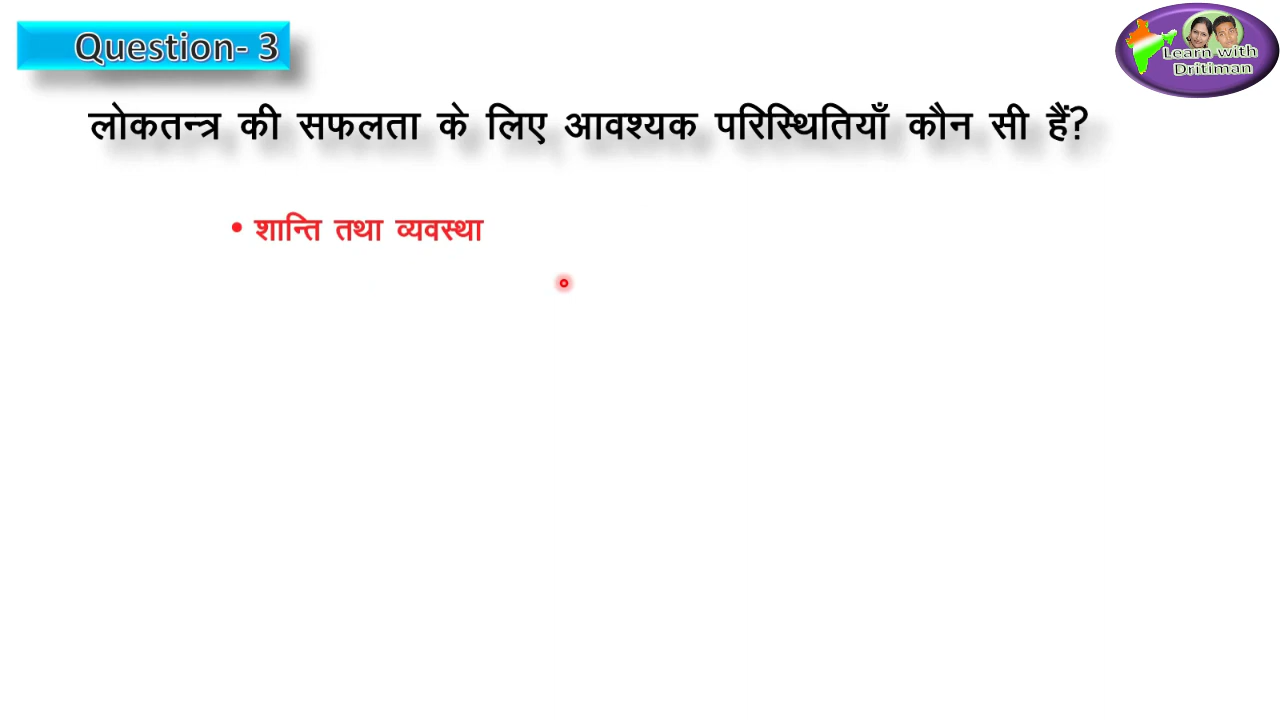 Question- 3
Learn with
Dritiman
लोकतन्त्र की सफलता के लिए आवश्यक परिस्थितियाँ कौन सी हैं?
• शान्ति तथा व्यवस्था